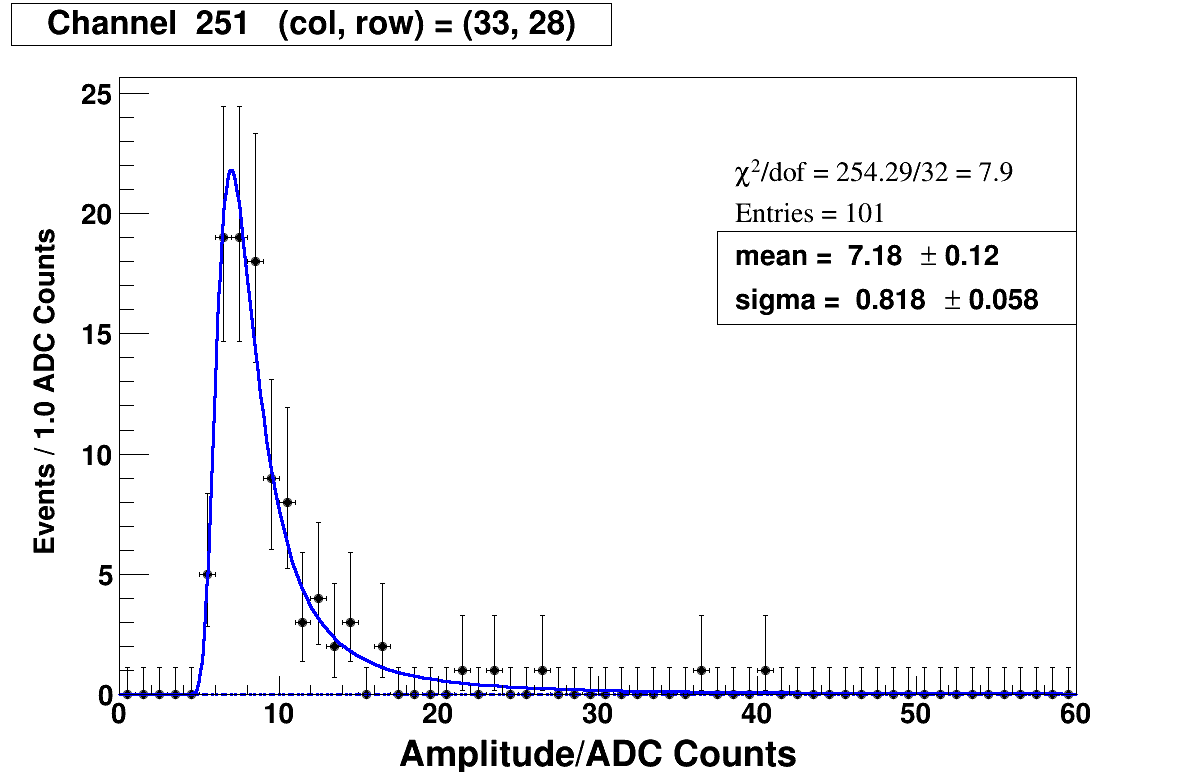 Channel 251 (col, row) = (33, 28)
χ²/dof = 254.29/32 = 7.9
Entries = 101
mean = 7.18 ± 0.12
sigma = 0.818 ± 0.058
Events / 1.0 ADC Counts
25
20
15
10
5
0
0 10 20 30 40 50 60
Amplitude/ADC Counts